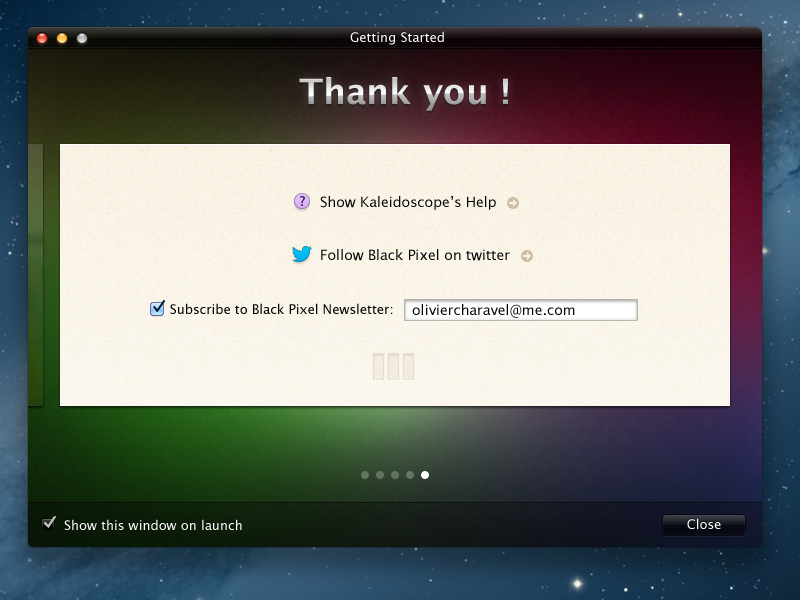 Getting Started
Thank you !
? Show Kaleidoscope's Help
Follow Black Pixel on twitter
Subscribe to Black Pixel Newsletter: oliviercharavel@me.com
Show this window on launch
Close